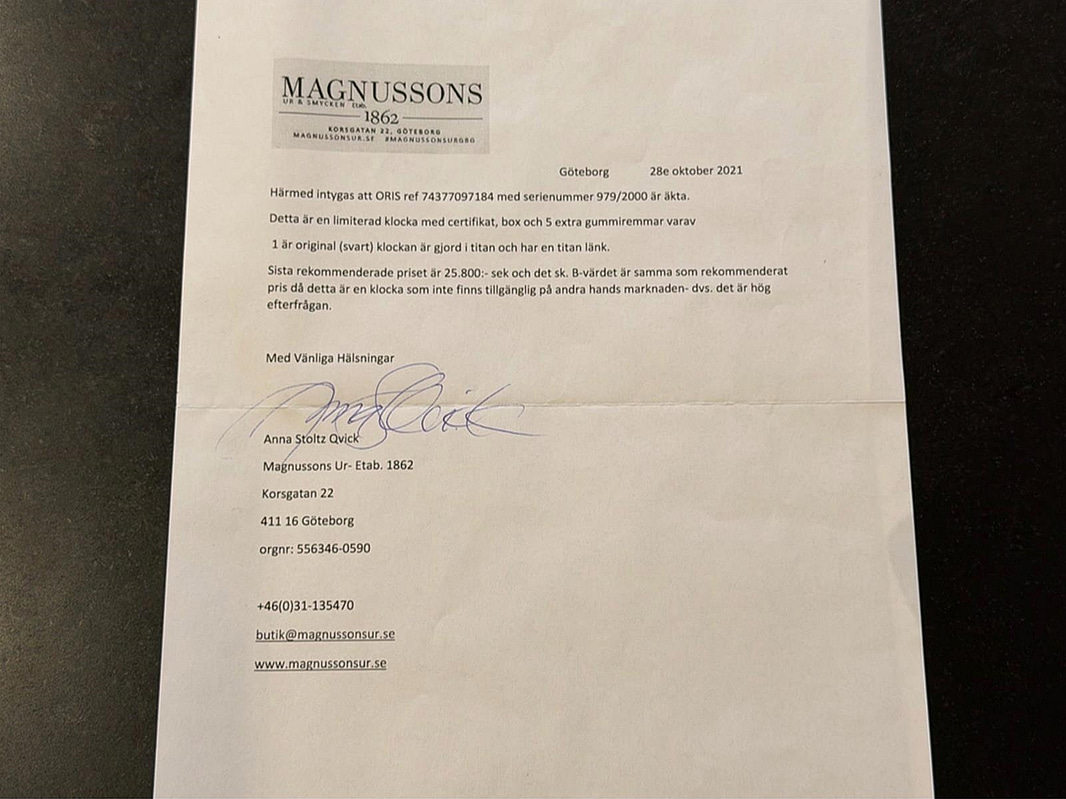 MAGNUSSONS
UR & SMYCKEN Etab.
1862
KORSGATAN 22, GÖTEBORG
MAGNUSSONSUR.SE #MAGNUSSONSURGBG
Göteborg 28e oktober 2021
Härmed intygas att ORIS ref 74377097184 med serienummer 979/2000 är äkta.
Detta är en limiterad klocka med certifikat, box och 5 extra gummiremmar varav
1 är original (svart) klockan är gjord i titan och har en titan länk.
Sista rekommenderade priset är 25.800:- sek och det sk. B-värdet är samma som rekommenderat
pris då detta är en klocka som inte finns tillgänglig på andra hands marknaden- dvs. det är hög
efterfrågan.
Med Vänliga Hälsningar
Anna Qvick
Anna Stoltz Qvick
Magnussons Ur- Etab. 1862
Korsgatan 22
411 16 Göteborg
orgnr: 556346-0590
+46(0)31-135470
butik@magnussonsur.se
www.magnussonsur.se